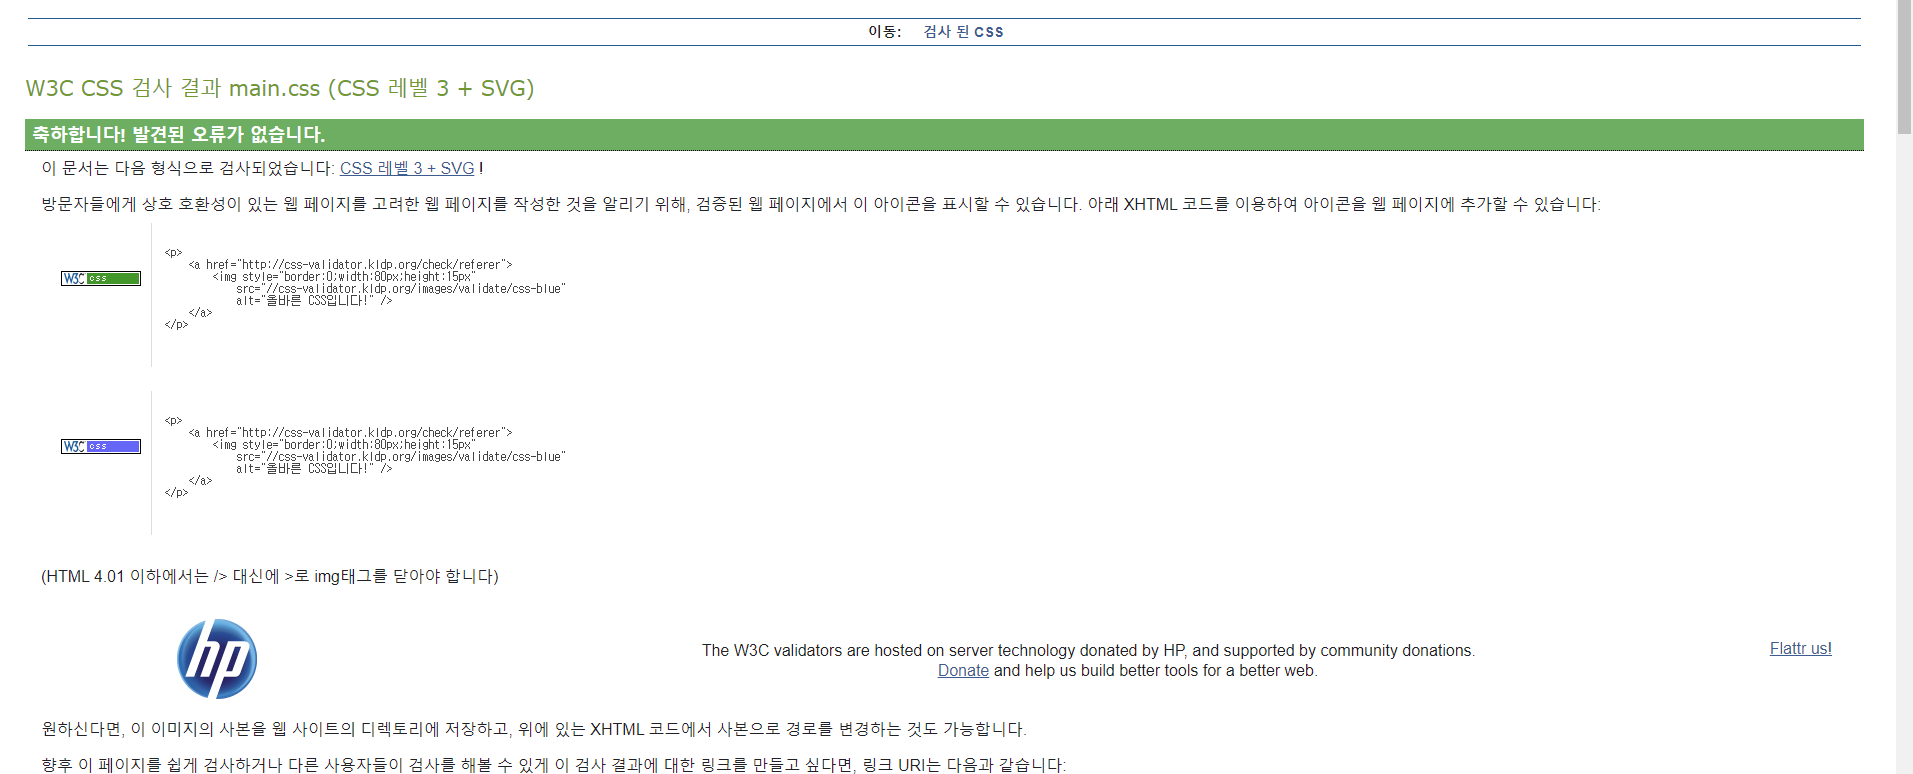 이동: 검사 된 CSS
W3C CSS 검사 결과 main.css (CSS 레벨 3 + SVG)
축하합니다! 발견된 오류가 없습니다.
이 문서는 다음 형식으로 검사되었습니다: CSS 레벨 3 + SVG !
방문자들에게 상호 호환성이 있는 웹 페이지를 고려한 웹 페이지를 작성한 것을 알리기 위해, 검증된 웹 페이지에서 이 아이콘을 표시할 수 있습니다. 아래 XHTML 코드를 이용하여 아이콘을 웹 페이지에 추가할 수 있습니다:
W3C css
<p>
<a href="http://css-validator.kldp.org/check/referer">
<img style="border:0;width:80px;height:15px"
src="//css-validator.kldp.org/images/validate/css-blue"
alt="올바른 CSS입니다!" />
</a>
</p>
W3C css
<p>
<a href="http://css-validator.kldp.org/check/referer">
<img style="border:0;width:80px;height:15px"
src="//css-validator.kldp.org/images/validate/css-blue"
alt="올바른 CSS입니다!" />
</a>
</p>
(HTML 4.01 이하에서는 /> 대신에 >로 img태그를 닫아야 합니다)
hp
The W3C validators are hosted on server technology donated by HP, and supported by community donations.
Donate and help us build better tools for a better web.
Flattr us!
원하신다면, 이 이미지의 사본을 웹 사이트의 디렉토리에 저장하고, 위에 있는 XHTML 코드에서 사본으로 경로를 변경하는 것도 가능합니다.
향후 이 페이지를 쉽게 검사하거나 다른 사용자들이 검사를 해볼 수 있게 이 검사 결과에 대한 링크를 만들고 싶다면, 링크 URI는 다음과 같습니다: